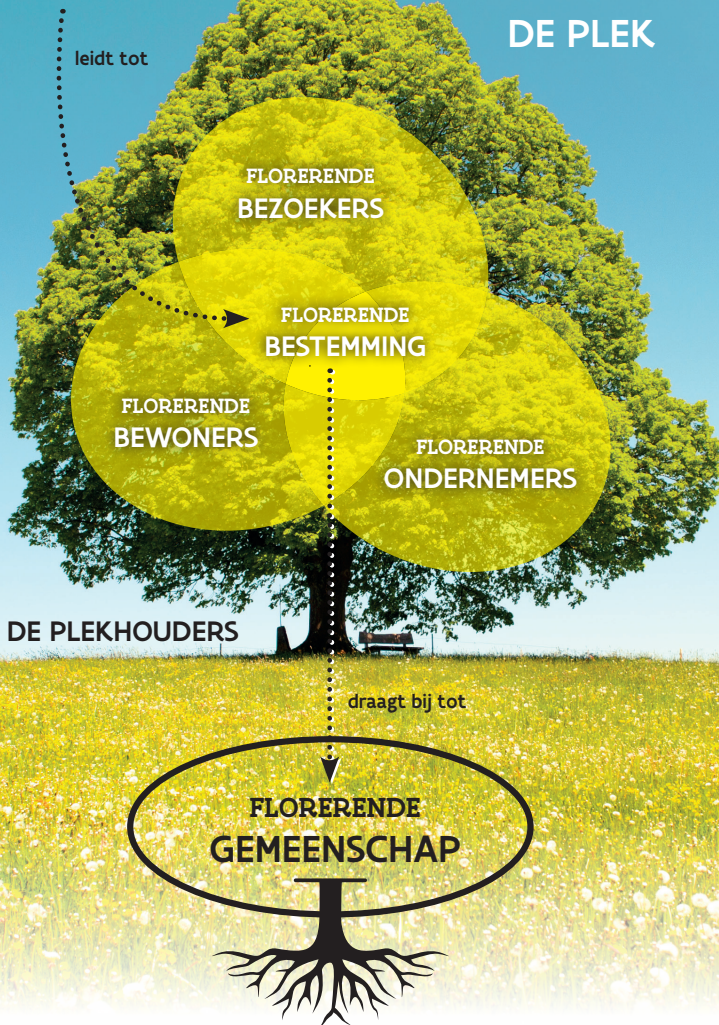 DE PLEK
leidt tot
FLORERENDE
BEZOEKERS
FLORERENDE
BESTEMMING
FLORERENDE
BEWONERS
FLORERENDE
ONDERNEMERS
DE PLEKHOUDERS
draagt bij tot
FLORERENDE
GEMEENSCHAP